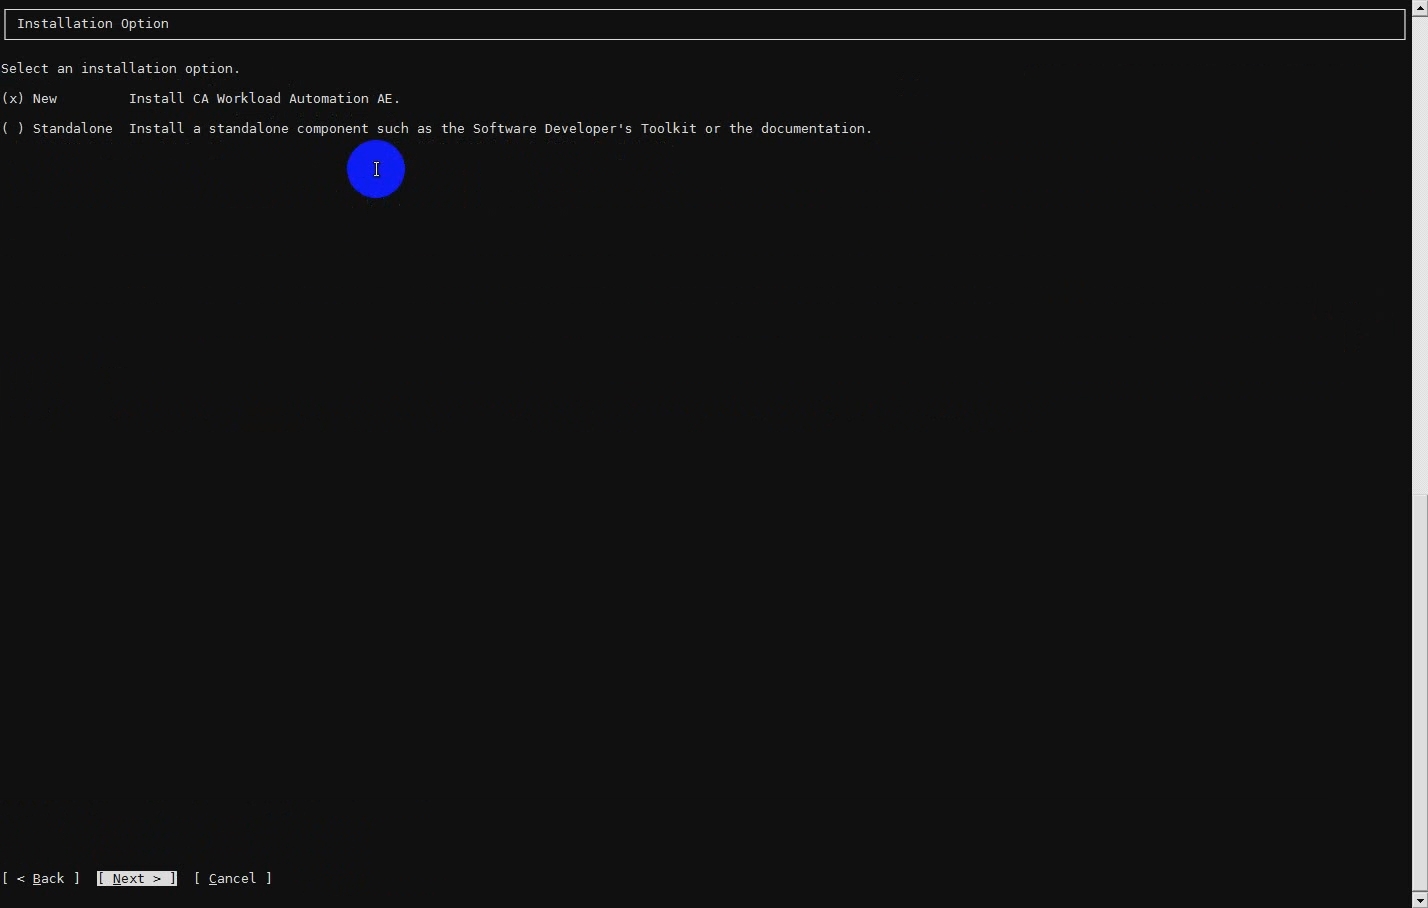 Installation Option
Select an installation option.
(x) New Install CA Workload Automation AE.
( ) Standalone Install a standalone component such as the Software Developer's Toolkit or the documentation.
[ < Back ] [ Next > ] [ Cancel ]